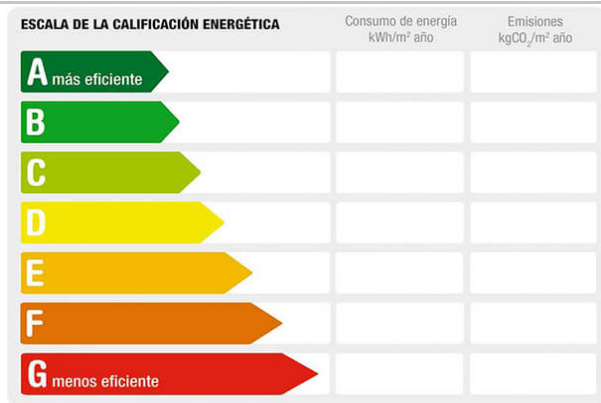 ESCALA DE LA CALIFICACIÓN ENERGÉTICA
Consumo de energía
kWh/m² año
Emisiones
kgCO₂/m² año
A más eficiente
B
C
D
E
F
G menos eficiente